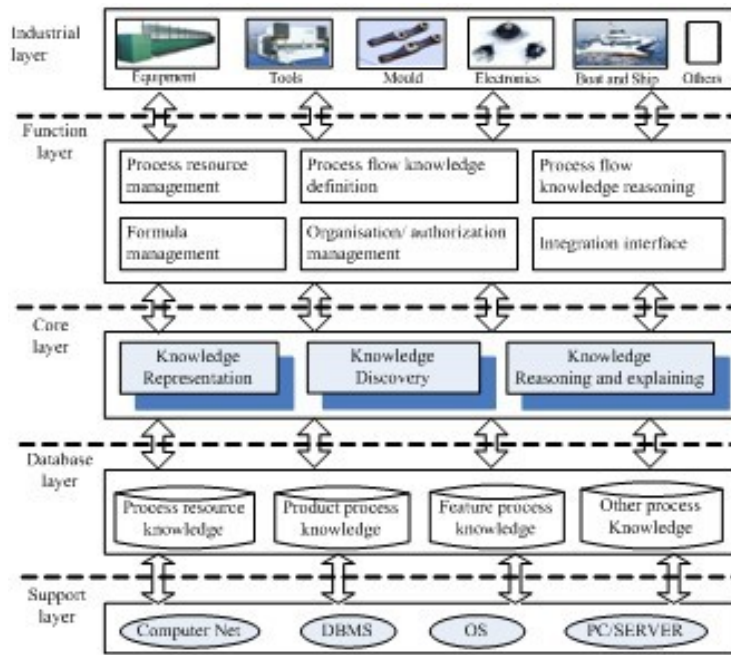 Industrial
layer
Equipment
Tools
Mould
Electronics
Boat and Ship
Others
Function
layer
Process resource
management
Process flow knowledge
definition
Process flow
knowledge reasoning
Formula
management
Organisation/ authorization
management
Integration interface
Core
layer
Knowledge
Representation
Knowledge
Discovery
Knowledge
Reasoning and explaining
Database
layer
Process resource
knowledge
Product process
knowledge
Feature process
knowledge
Other process
Knowledge
Support
layer
Computer Net
DBMS
OS
PC/SERVER